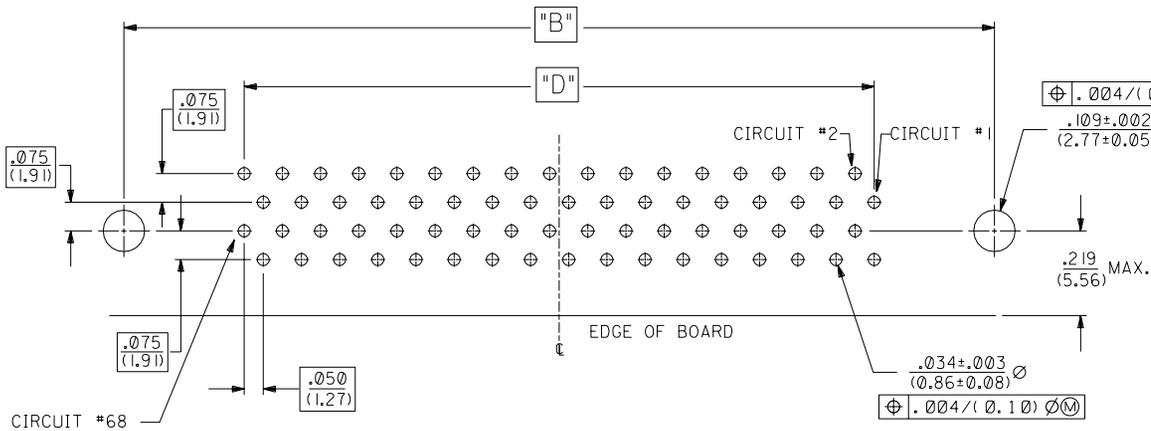 "B"
"D"
.075
(1.91)
.004/(0
CIRCUIT #2
CIRCUIT #1
.109±.002
(2.77±0.05
.075
(1.91)
.219
(5.56) MAX.
EDGE OF BOARD
.075
(1.91)
℄
.034±.003
(0.86±0.08) Ø
.050
(1.27)
.004/(0.10) Ø Ⓜ
CIRCUIT #68